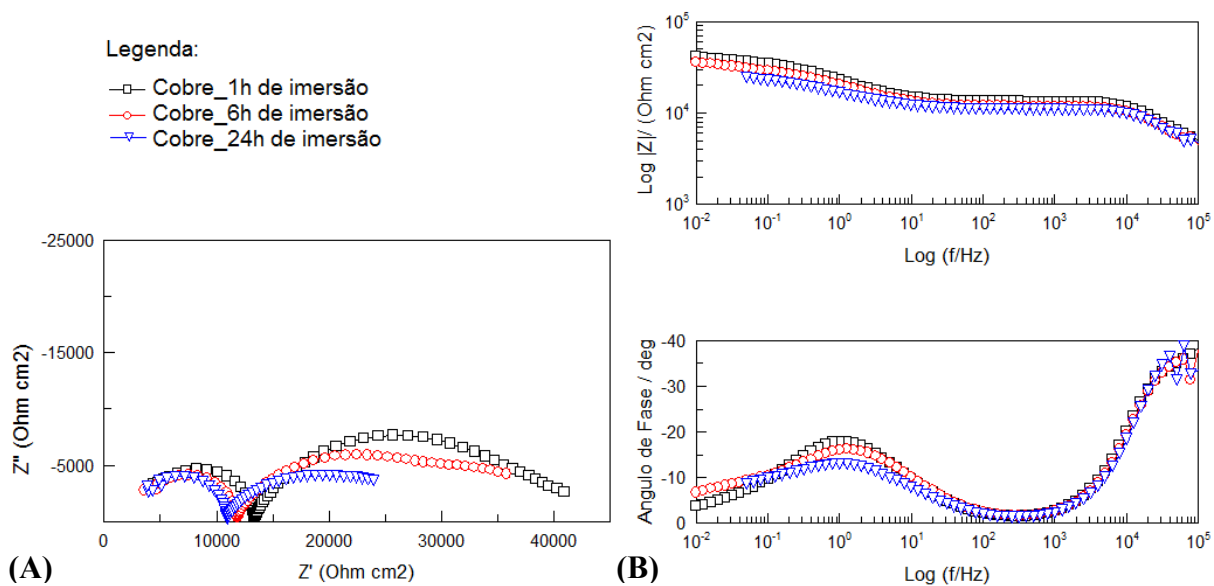 Legenda:
Cobre_1h de imersão
Cobre_6h de imersão
Cobre_24h de imersão
-25000
-15000
-5000
Z'' (Ohm cm2)
0 10000 20000 30000 40000
Z' (Ohm cm2)
(A)
10^5
10^4
10^3
Log |Z|/ (Ohm cm2)
10^-2 10^-1 10^0 10^1 10^2 10^3 10^4 10^5
Log (f/Hz)
-40
-30
-20
-10
0
Angulo de Fase / deg
10^-2 10^-1 10^0 10^1 10^2 10^3 10^4 10^5
Log (f/Hz)
(B)